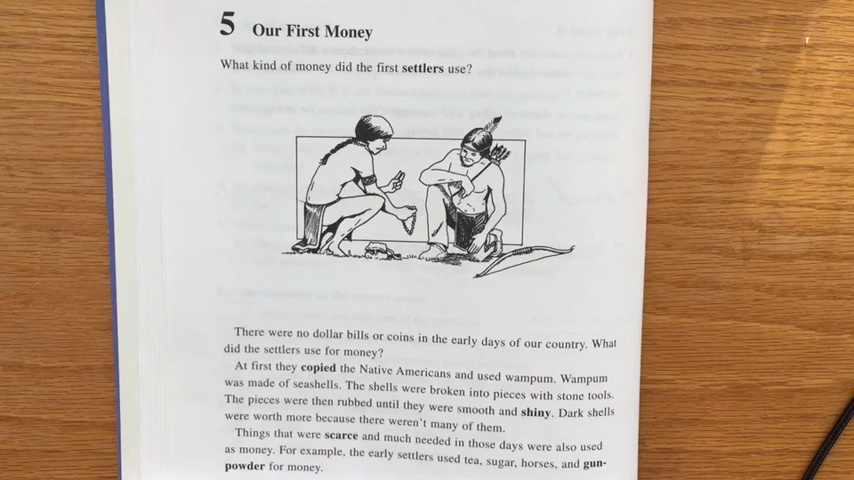 5 Our First Money
What kind of money did the first settlers use?
There were no dollar bills or coins in the early days of our country. What
did the settlers use for money?
At first they copied the Native Americans and used wampum. Wampum
was made of seashells. The shells were broken into pieces with stone tools.
The pieces were then rubbed until they were smooth and shiny. Dark shells
were worth more because there weren't many of them.
Things that were scarce and much needed in those days were also used
as money. For example, the early settlers used tea, sugar, horses, and gun-
powder for money.